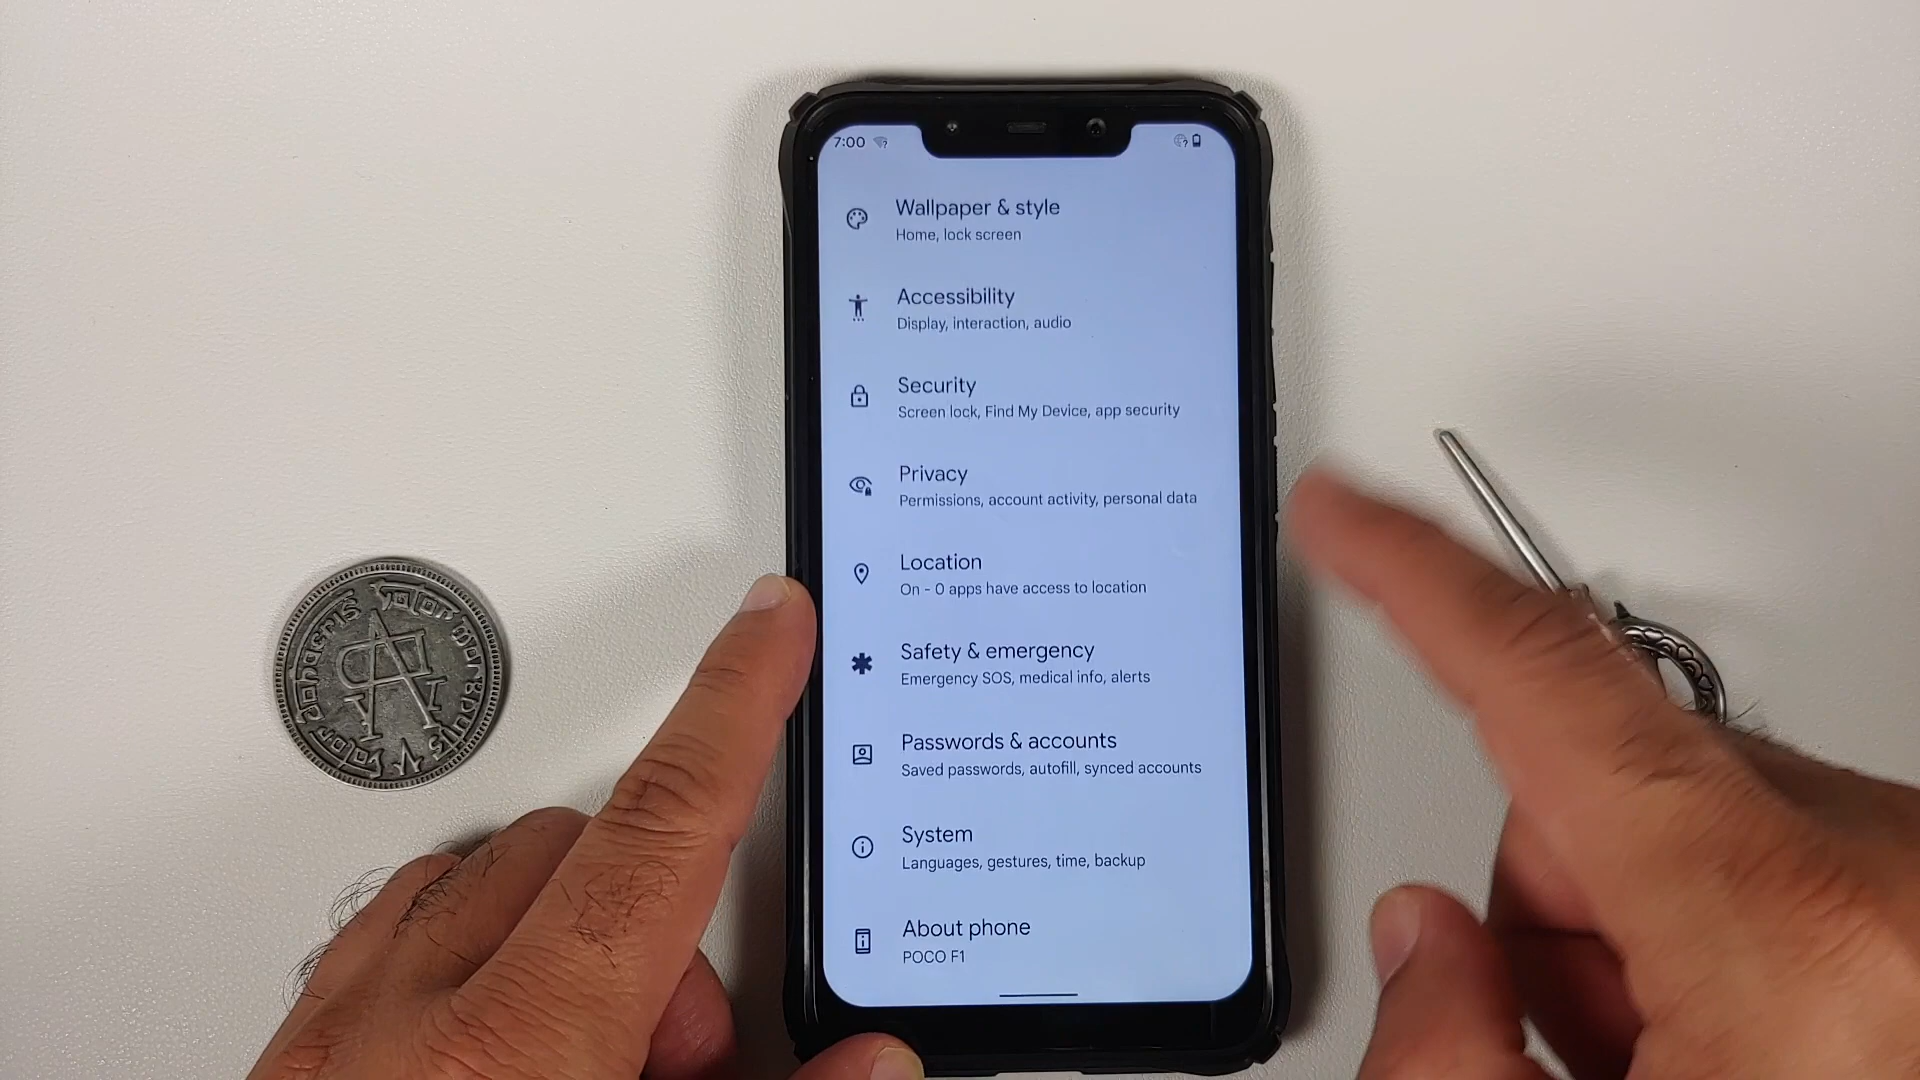 7:00
Wallpaper & style
Home, lock screen
Accessibility
Display, interaction, audio
Security
Screen lock, Find My Device, app security
Privacy
Permissions, account activity, personal data
Location
On - 0 apps have access to location
Safety & emergency
Emergency SOS, medical info, alerts
Passwords & accounts
Saved passwords, autofill, synced accounts
System
Languages, gestures, time, backup
About phone
POCO F1